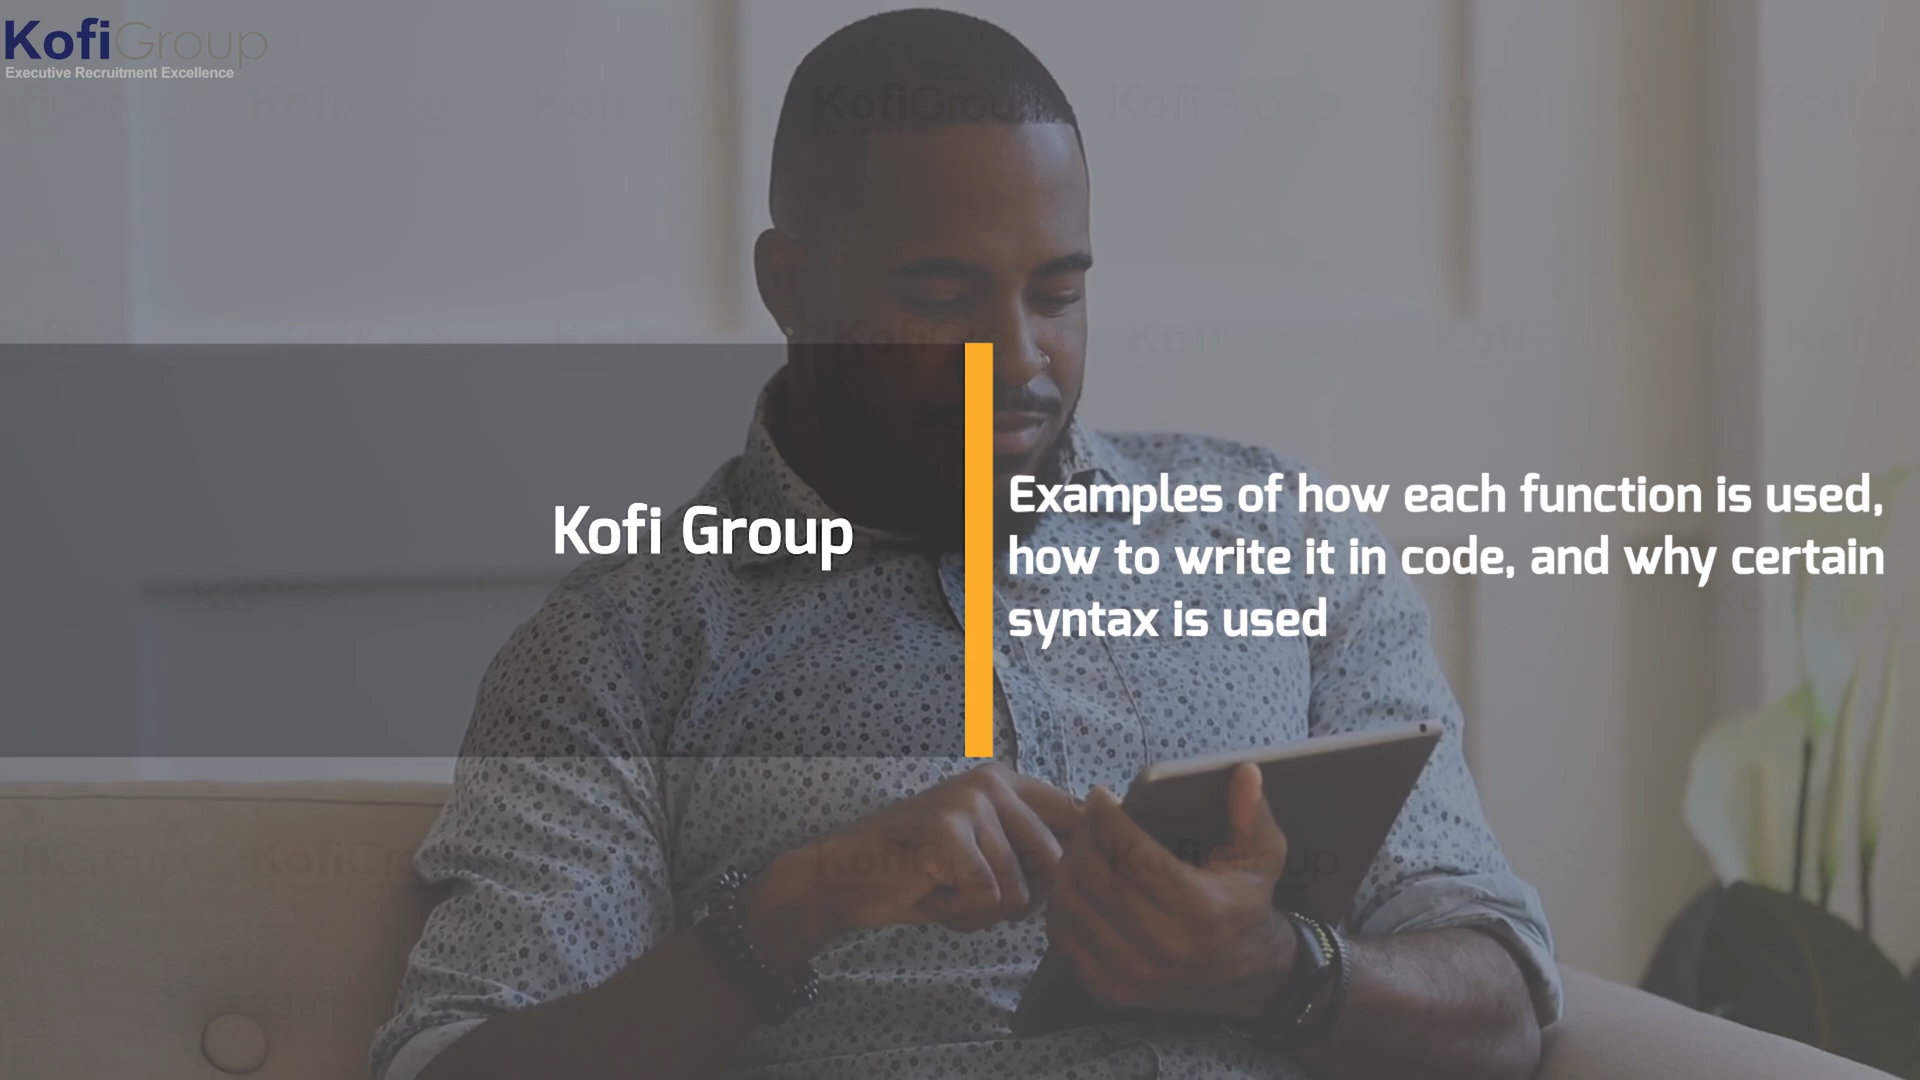 KofiGroup
Executive Recruitment Excellence
Kofi Group
Examples of how each function is used,
how to write it in code, and why certain
syntax is used